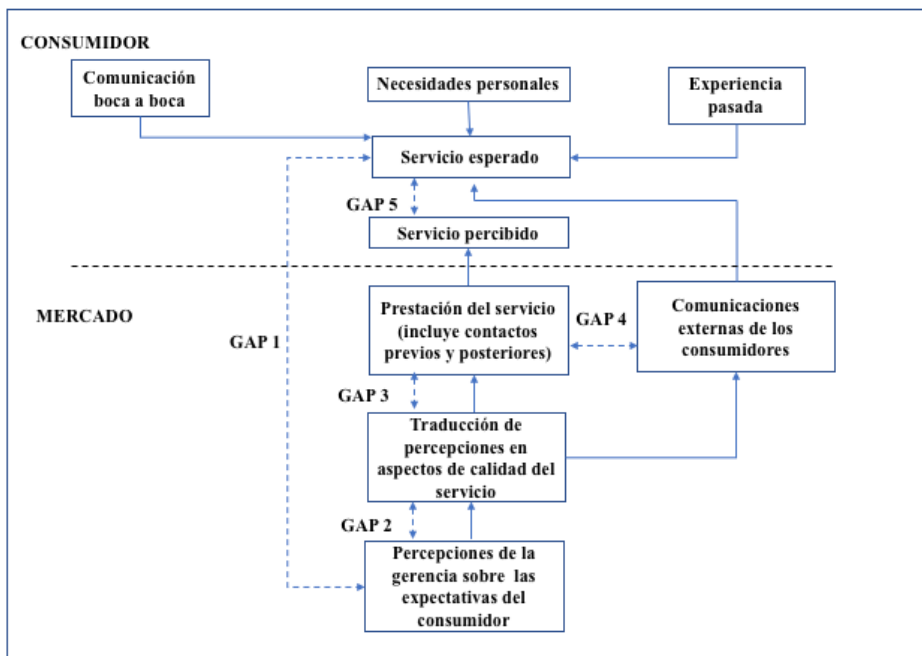 CONSUMIDOR
Comunicación
boca a boca
Necesidades personales
Experiencia
pasada
Servicio esperado
GAP 5
Servicio percibido
MERCADO
GAP 1
Prestación del servicio
(incluye contactos
previos y posteriores)
GAP 4
Comunicaciones
externas de los
consumidores
GAP 3
Traducción de
percepciones en
aspectos de calidad del
servicio
GAP 2
Percepciones de la
gerencia sobre las
expectativas del
consumidor